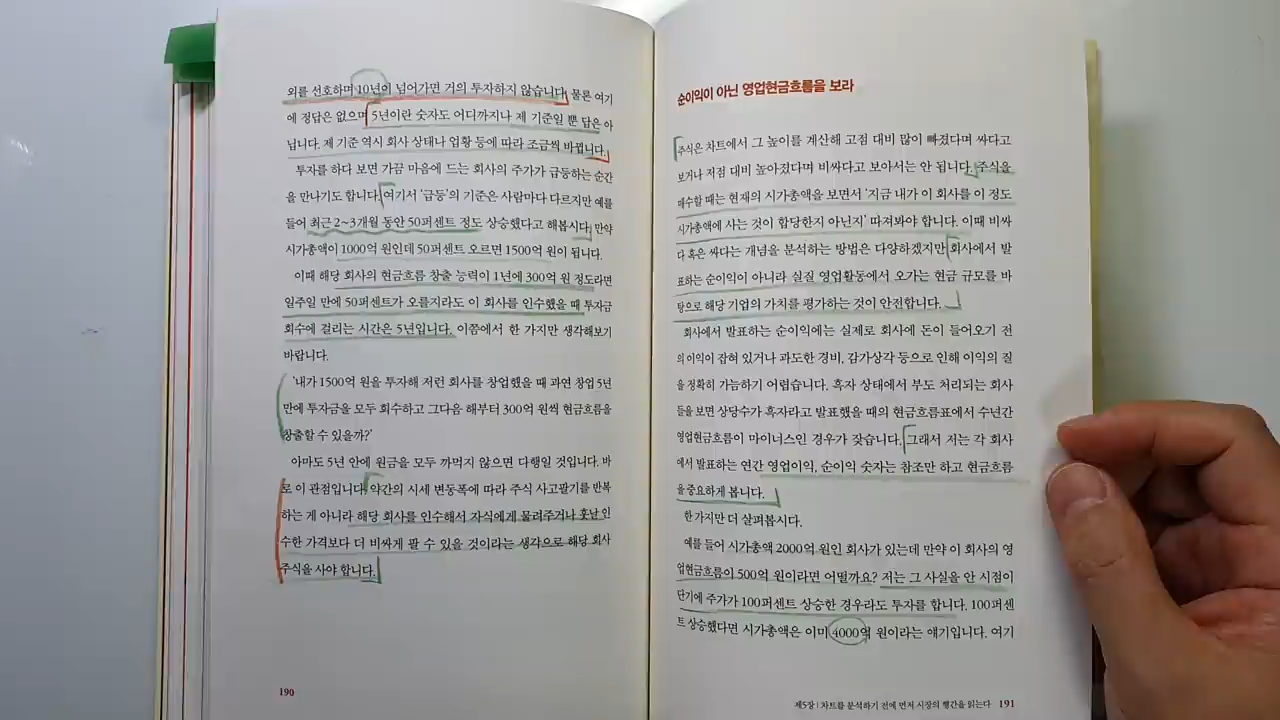 외를 선호하며 10년이 넘어가면 거의 투자하지 않습니다. 물론 여기
에 정답은 없으며 5년이란 숫자도 어디까지나 제 기준일 뿐 답은 아
닙니다. 제 기준 역시 회사 상태나 업황 등에 따라 조금씩 바뀝니다.
투자를 하다 보면 가끔 마음에 드는 회사의 주가가 급등하는 순간
을 만나기도 합니다. 여기서 '급등'의 기준은 사람마다 다르지만 예를
들어 최근 2~3개월 동안 50퍼센트 정도 상승했다고 해봅시다. 만약
시가총액이 1000억 원인데 50퍼센트 오르면 1500억 원이 됩니다.
이때 해당 회사의 현금흐름 창출 능력이 1년에 300억 원 정도라면
일주일 만에 50퍼센트가 오를지라도 이 회사를 인수했을 때 투자금
회수에 걸리는 시간은 5년입니다. 이쯤에서 한 가지만 생각해보기
바랍니다.
'내가 1500억 원을 투자해 저런 회사를 창업했을 때 과연 창업 5년
만에 투자금을 모두 회수하고 그다음 해부터 300억 원씩 현금흐름을
창출할 수 있을까?'
아마도 5년 안에 원금을 모두 까먹지 않으면 다행일 것입니다. 바
로 이 관점입니다. 약간의 시세 변동폭에 따라 주식 사고팔기를 반복
하는 게 아니라 해당 회사를 인수해서 자식에게 물려주거나 훗날 인
수한 가격보다 더 비싸게 팔 수 있을 것이라는 생각으로 해당 회사
주식을 사야 합니다.
190
순이익이 아닌 영업현금흐름을 보라
주식은 차트에서 그 높이를 계산해 고점 대비 많이 빠졌다며 싸다고
보거나 저점 대비 높아졌다며 비싸다고 보아서는 안 됩니다. 주식을
매수할 때는 현재의 시가총액을 보면서 '지금 내가 이 회사를 이 정도
시가총액에 사는 것이 합당한지 아닌지' 따져봐야 합니다. 이때 비싸
다 혹은 싸다는 개념을 분석하는 방법은 다양하겠지만 회사에서 발
표하는 순이익이 아니라 실질 영업활동에서 오가는 현금 규모를 바
탕으로 해당 기업의 가치를 평가하는 것이 안전합니다.
회사에서 발표하는 순이익에는 실제로 회사에 돈이 들어오기 전
의 이익이 잡혀 있거나 과도한 경비, 감가상각 등으로 인해 이익의 질
을 정확히 가늠하기 어렵습니다. 흑자 상태에서 부도 처리되는 회사
들을 보면 상당수가 흑자라고 발표했을 때의 현금흐름표에서 수년간
영업현금흐름이 마이너스인 경우가 잦습니다. 그래서 저는 각 회사
에서 발표하는 연간 영업이익, 순이익 숫자는 참조만 하고 현금흐름
을 중요하게 봅니다.
한 가지만 더 살펴봅시다.
예를 들어 시가총액 2000억 원인 회사가 있는데 만약 이 회사의 영
업현금흐름이 500억 원이라면 어떨까요? 저는 그 사실을 안 시점이
단기에 주가가 100퍼센트 상승한 경우라도 투자를 합니다. 100퍼센
트 상승했다면 시가총액은 이미 4000억 원이라는 얘기입니다. 여기
제5장 | 차트를 분석하기 전에 먼저 시장의 행간을 읽는다 191